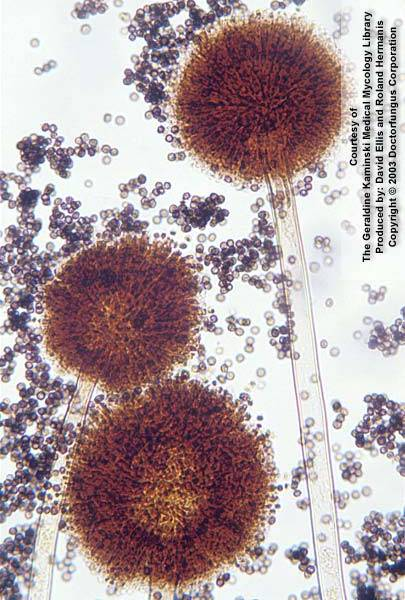 Courtesy of
The Geraldine Kaminski Medical Mycology Library
Produced by: David Ellis and Roland Hermanis
Copyright © 2003 Doctorfungus Corporation